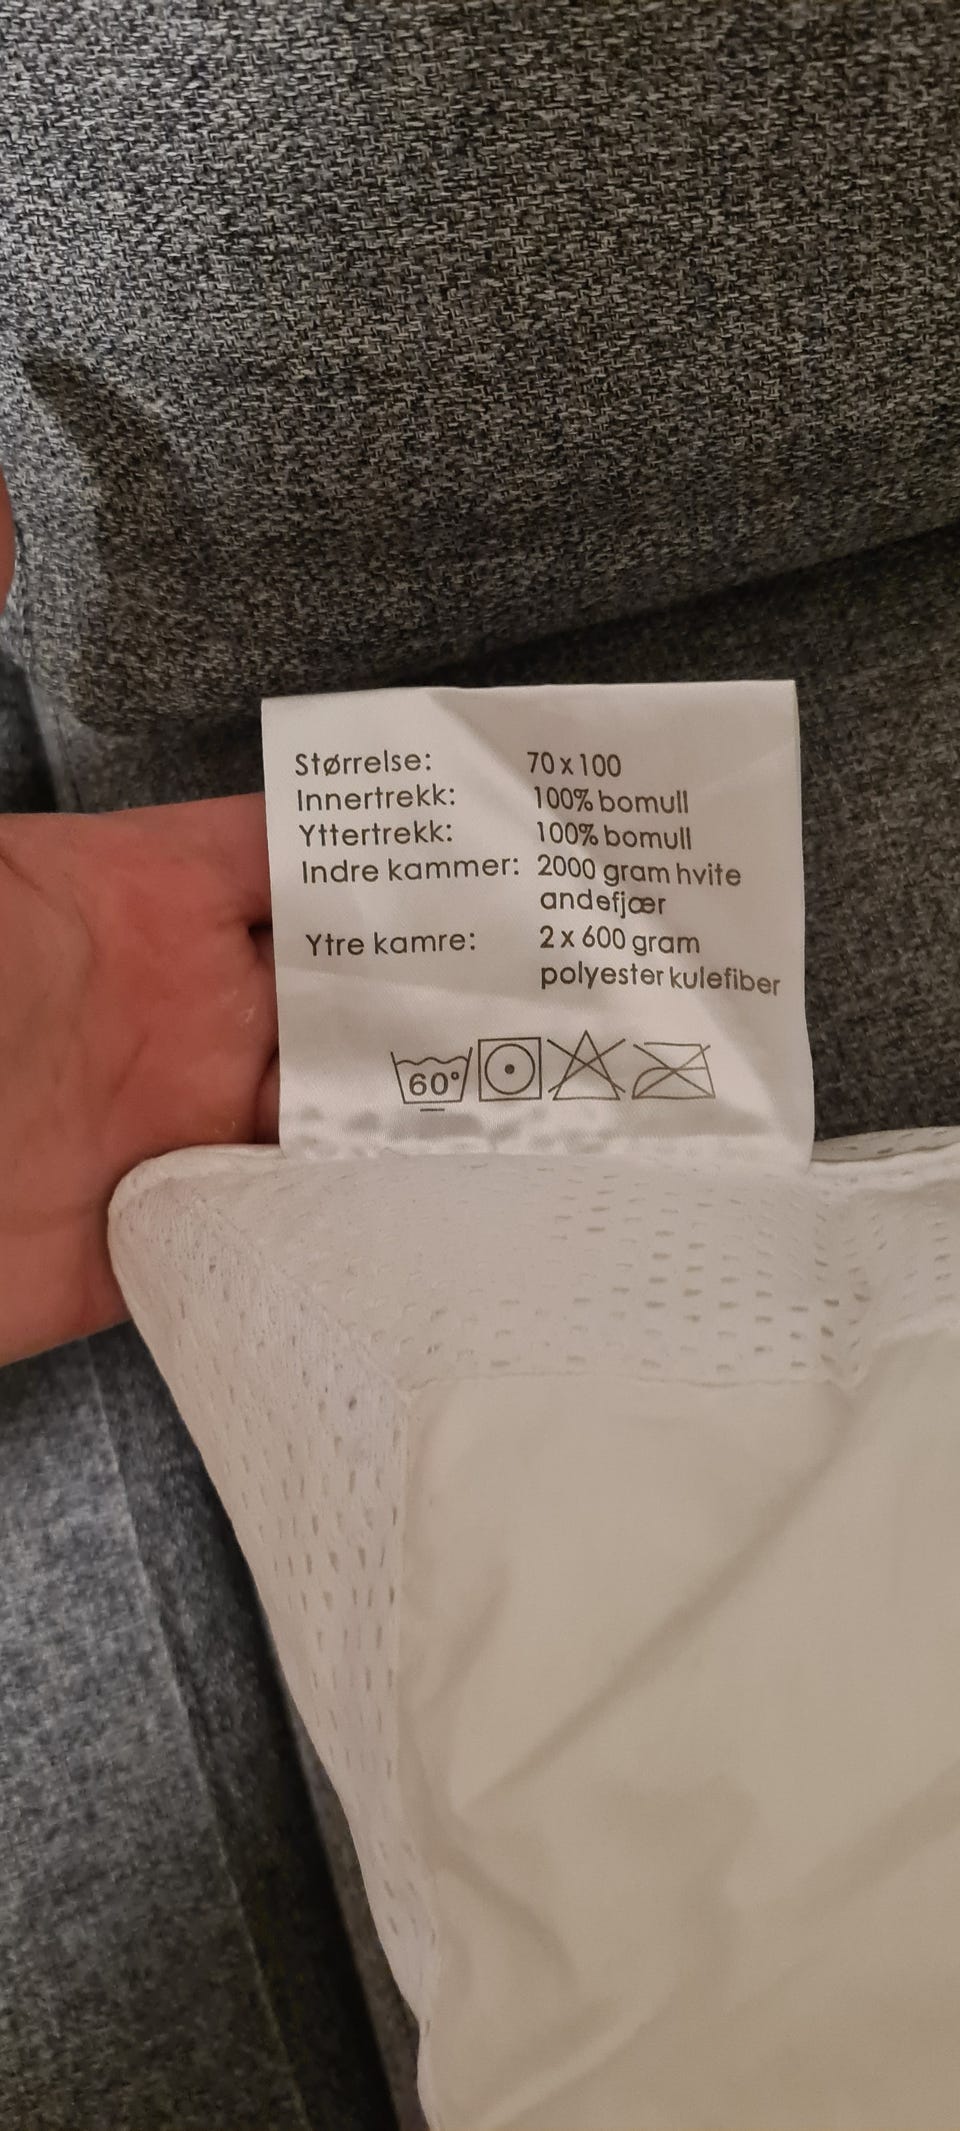 Størrelse: 70 x 100
Innertrekk: 100% bomull
Yttertrekk: 100% bomull
Indre kammer: 2000 gram hvite
andefjær
Ytre kamre: 2 x 600 gram
polyester kulefiber
60°